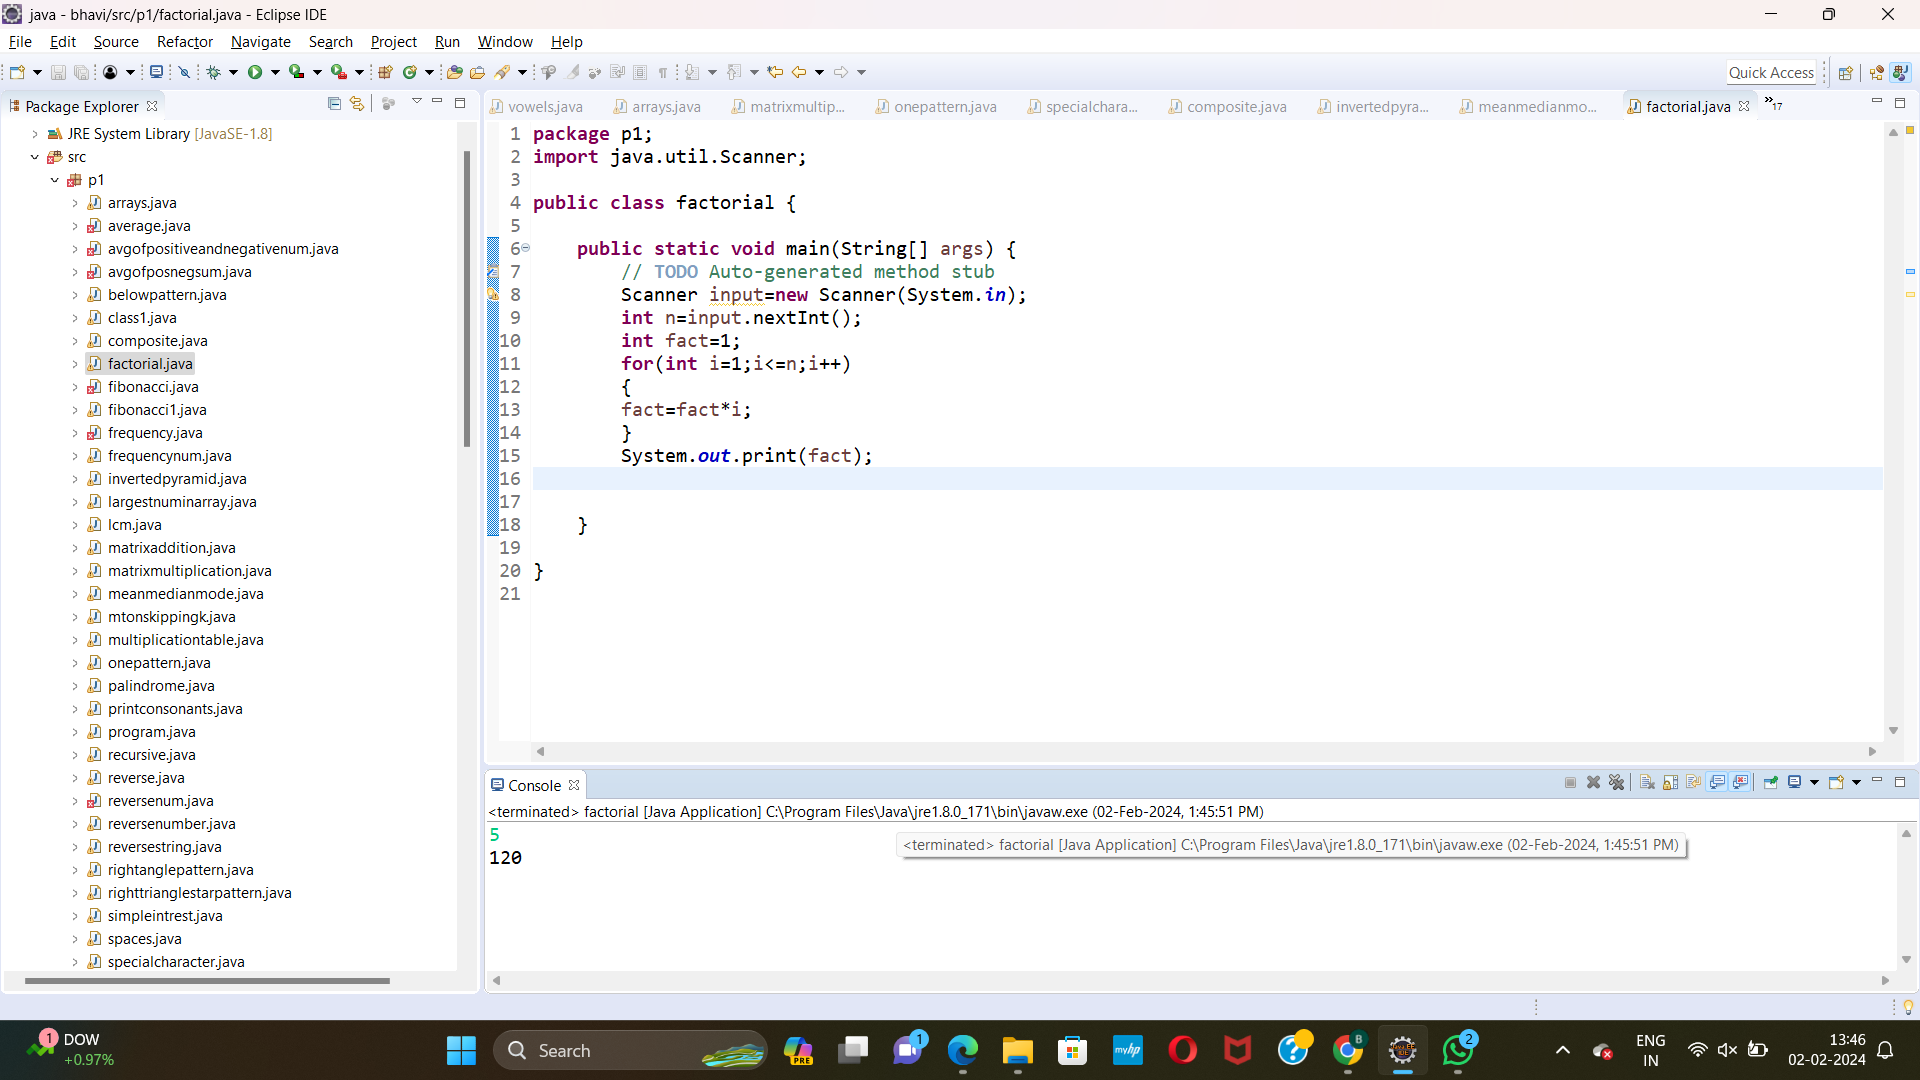 java - bhavi/src/p1/factorial.java - Eclipse IDE
File Edit Source Refactor Navigate Search Project Run Window Help
Quick Access
Package Explorer
vowels.java arrays.java matrixmultip... onepattern.java specialchara... composite.java invertedpyra... meanmedianmo... factorial.java »17
JRE System Library [JavaSE-1.8]
src
p1
arrays.java
average.java
avgofpositiveandnegativenum.java
avgofposnegsum.java
belowpattern.java
class1.java
composite.java
factorial.java
fibonacci.java
fibonacci1.java
frequency.java
frequencynum.java
invertedpyramid.java
largestnuminarray.java
lcm.java
matrixaddition.java
matrixmultiplication.java
meanmedianmode.java
mtonskippingk.java
multiplicationtable.java
onepattern.java
palindrome.java
printconsonants.java
program.java
recursive.java
reverse.java
reversenum.java
reversenumber.java
reversestring.java
rightanglepattern.java
righttrianglestarpattern.java
simpleintrest.java
spaces.java
specialcharacter.java
1 package p1;
2 import java.util.Scanner;
3
4 public class factorial {
5
6 public static void main(String[] args) {
7 // TODO Auto-generated method stub
8 Scanner input=new Scanner(System.in);
9 int n=input.nextInt();
10 int fact=1;
11 for(int i=1;i<=n;i++)
12 {
13 fact=fact*i;
14 }
15 System.out.print(fact);
16
17
18 }
19
20 }
21
Console
<terminated> factorial [Java Application] C:\Program Files\Java\jre1.8.0_171\bin\javaw.exe (02-Feb-2024, 1:45:51 PM)
5
<terminated> factorial [Java Application] C:\Program Files\Java\jre1.8.0_171\bin\javaw.exe (02-Feb-2024, 1:45:51 PM)
120
1
DOW
+0.97%
Search
PRE
1
myhp
B
2
ENG
IN
13:46
02-02-2024